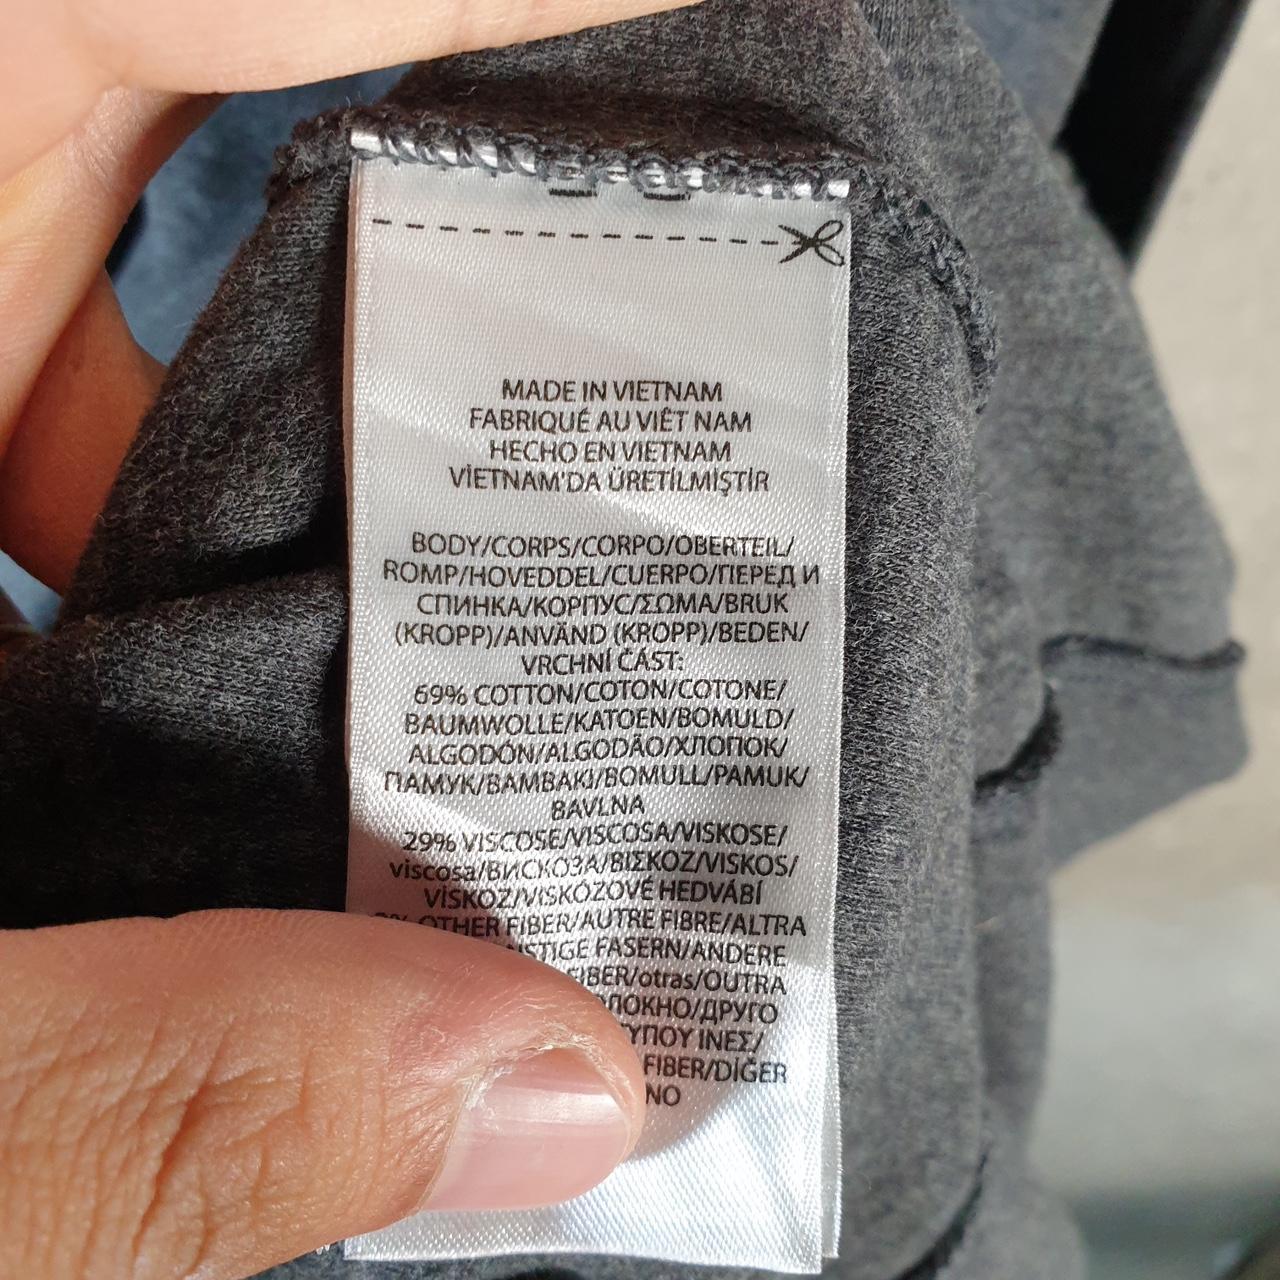 MADE IN VIETNAM
FABRIQUÉ AU VIÊT NAM
HECHO EN VIETNAM
VİETNAM'DA ÜRETİLMİŞTİR
BODY/CORPS/CORPO/OBERTEIL/
ROMP/HOVEDDEL/CUERPO/ПЕРЕД И
СПИНКА/КОРПУС/ΣΩΜΑ/BRUK
(KROPP)/ANVÄND (KROPP)/BEDEN/
VRCHNÍ ČÁST:
69% COTTON/COTON/COTONE/
BAUMWOLLE/KATOEN/BOMULD/
ALGODÓN/ALGODÃO/ХЛОПОК/
ПАМУК/ΒΑΜΒΑΚΙ/BOMULL/PAMUK/
BAVLNA
29% VISCOSE/VISCOSA/VISKOSE/
viscosa/ВИСКОЗА/ΒΙΣΚΟΖ/VISKOS/
VİSKOZ/VISKÓZOVÉ HEDVÁBÍ
OTHER FIBER/AUTRE FIBRE/ALTRA
FASERN/ANDERE
FIBER/otras/OUTRA
ДРУГО
ΙΝΕΣ/
FIBER/DİĞER